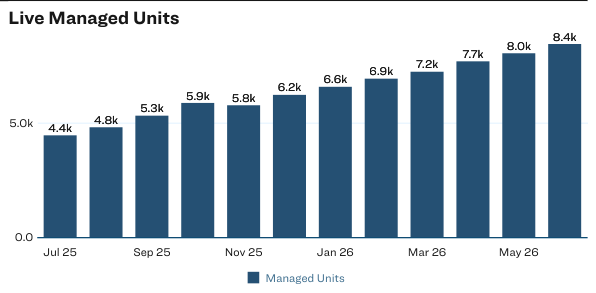 Live Managed Units
8.4k
8.0k
7.7k
7.2k
6.9k
6.6k
6.2k
5.9k
5.8k
5.3k
4.8k
4.4k
5.0k
0.0
Jul 25 Sep 25 Nov 25 Jan 26 Mar 26 May 26
Managed Units